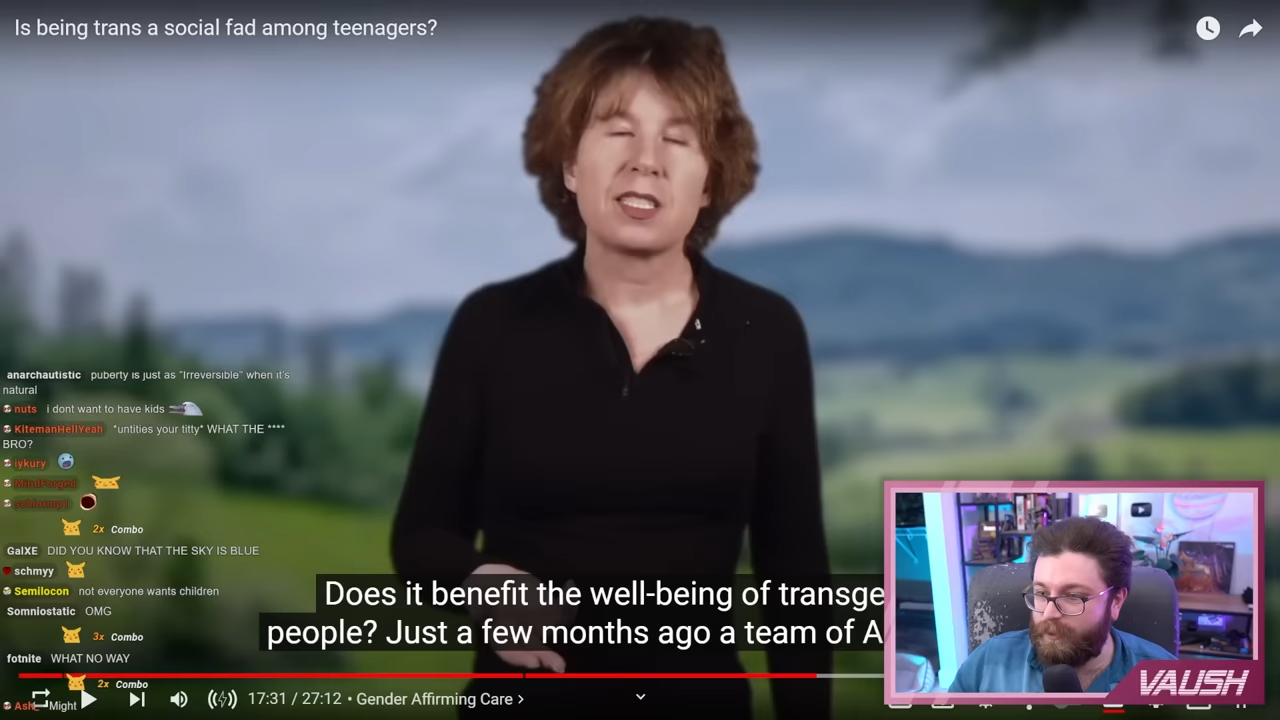 Is being trans a social fad among teenagers?
anarchautistic puberty is just as "Irreversible" when it's
natural
nuts i dont want to have kids
KitemanHellYeah *untities your titty* WHAT THE ****
BRO?
iykury
MindForged
2x Combo
GalXE DID YOU KNOW THAT THE SKY IS BLUE
schmyy
Semilocon not everyone wants children
Somniostatic OMG
3x Combo
fotnite WHAT NO WAY
2x Combo
Might
Does it benefit the well-being of transge
people? Just a few months ago a team of A
17:31 / 27:12 • Gender Affirming Care
VAUSH